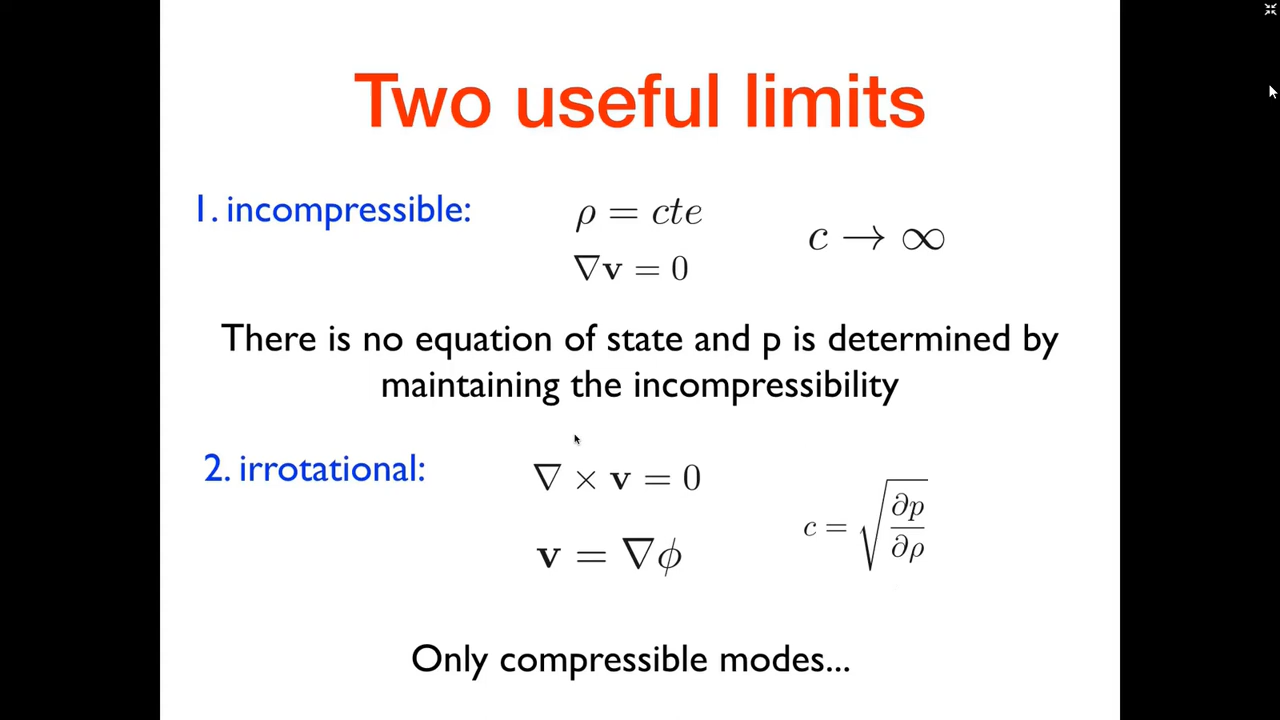 Two useful limits
1. incompressible:
ρ = cte
∇v = 0
c → ∞
There is no equation of state and p is determined by
maintaining the incompressibility
2. irrotational:
∇ × v = 0
v = ∇ϕ
c = √(∂p/∂ρ)
Only compressible modes...